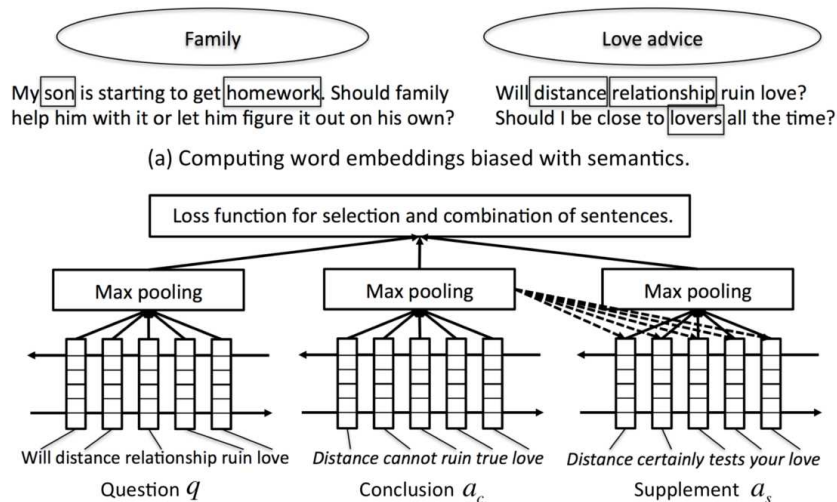 Family
Love advice
My son is starting to get homework. Should family
help him with it or let him figure it out on his own?
Will distance relationship ruin love?
Should I be close to lovers all the time?
(a) Computing word embeddings biased with semantics.
Loss function for selection and combination of sentences.
Max pooling
Max pooling
Max pooling
Will distance relationship ruin love
Distance cannot ruin true love
Distance certainly tests your love
Question q
Conclusion a_c
Supplement a_s